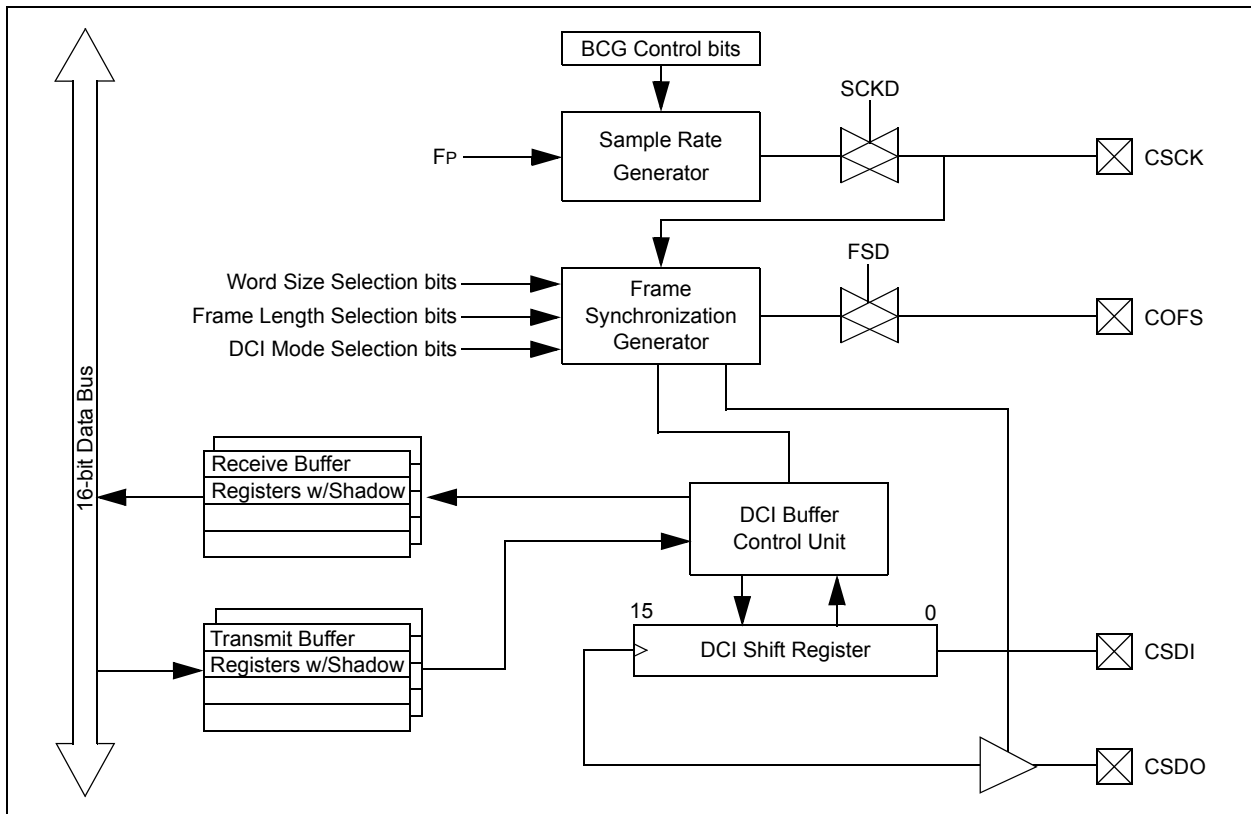 BCG Control bits
SCKD
Sample Rate
Generator
FP
CSCK
FSD
Word Size Selection bits
Frame Length Selection bits
DCI Mode Selection bits
Frame
Synchronization
Generator
COFS
16-bit Data Bus
Receive Buffer
Registers w/Shadow
DCI Buffer
Control Unit
15
0
Transmit Buffer
Registers w/Shadow
DCI Shift Register
CSDI
CSDO